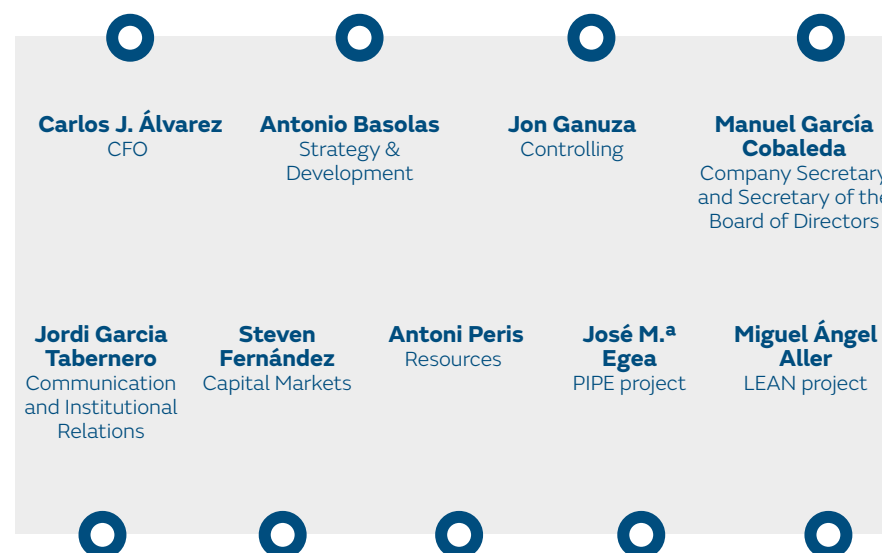 Carlos J. Álvarez
CFO
Antonio Basolas
Strategy &
Development
Jon Ganuza
Controlling
Manuel García
Cobaleda
Company Secretary
and Secretary of the
Board of Directors
Jordi Garcia
Tabernero
Communication
and Institutional
Relations
Steven
Fernández
Capital Markets
Antoni Peris
Resources
José M.ª
Egea
PIPE project
Miguel Ángel
Aller
LEAN project